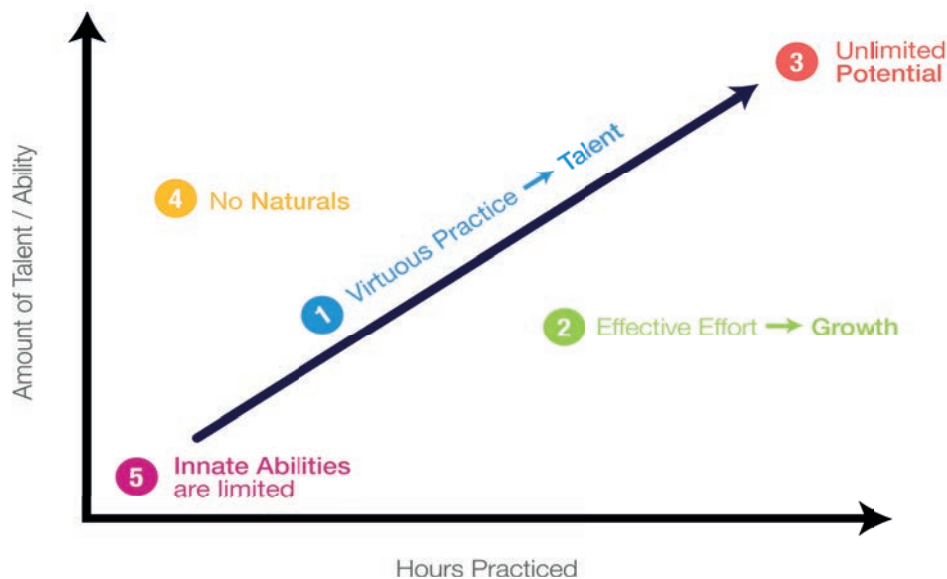 3 Unlimited
Potential
4 No Naturals
1 Virtuous Practice → Talent
2 Effective Effort → Growth
5 Innate Abilities
are limited
Amount of Talent / Ability
Hours Practiced